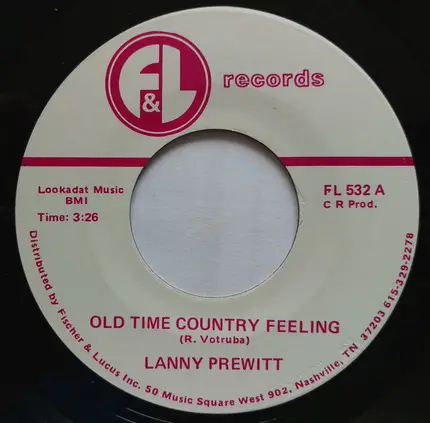 F&L records
Lookadat Music
BMI
Time: 3:26
FL 532 A
C R Prod.
OLD TIME COUNTRY FEELING
(R. Votruba)
LANNY PREWITT
Distributed by Fischer & Lucus Inc. 50 Music Square West 902, Nashville, TN 37203 615-329-2278